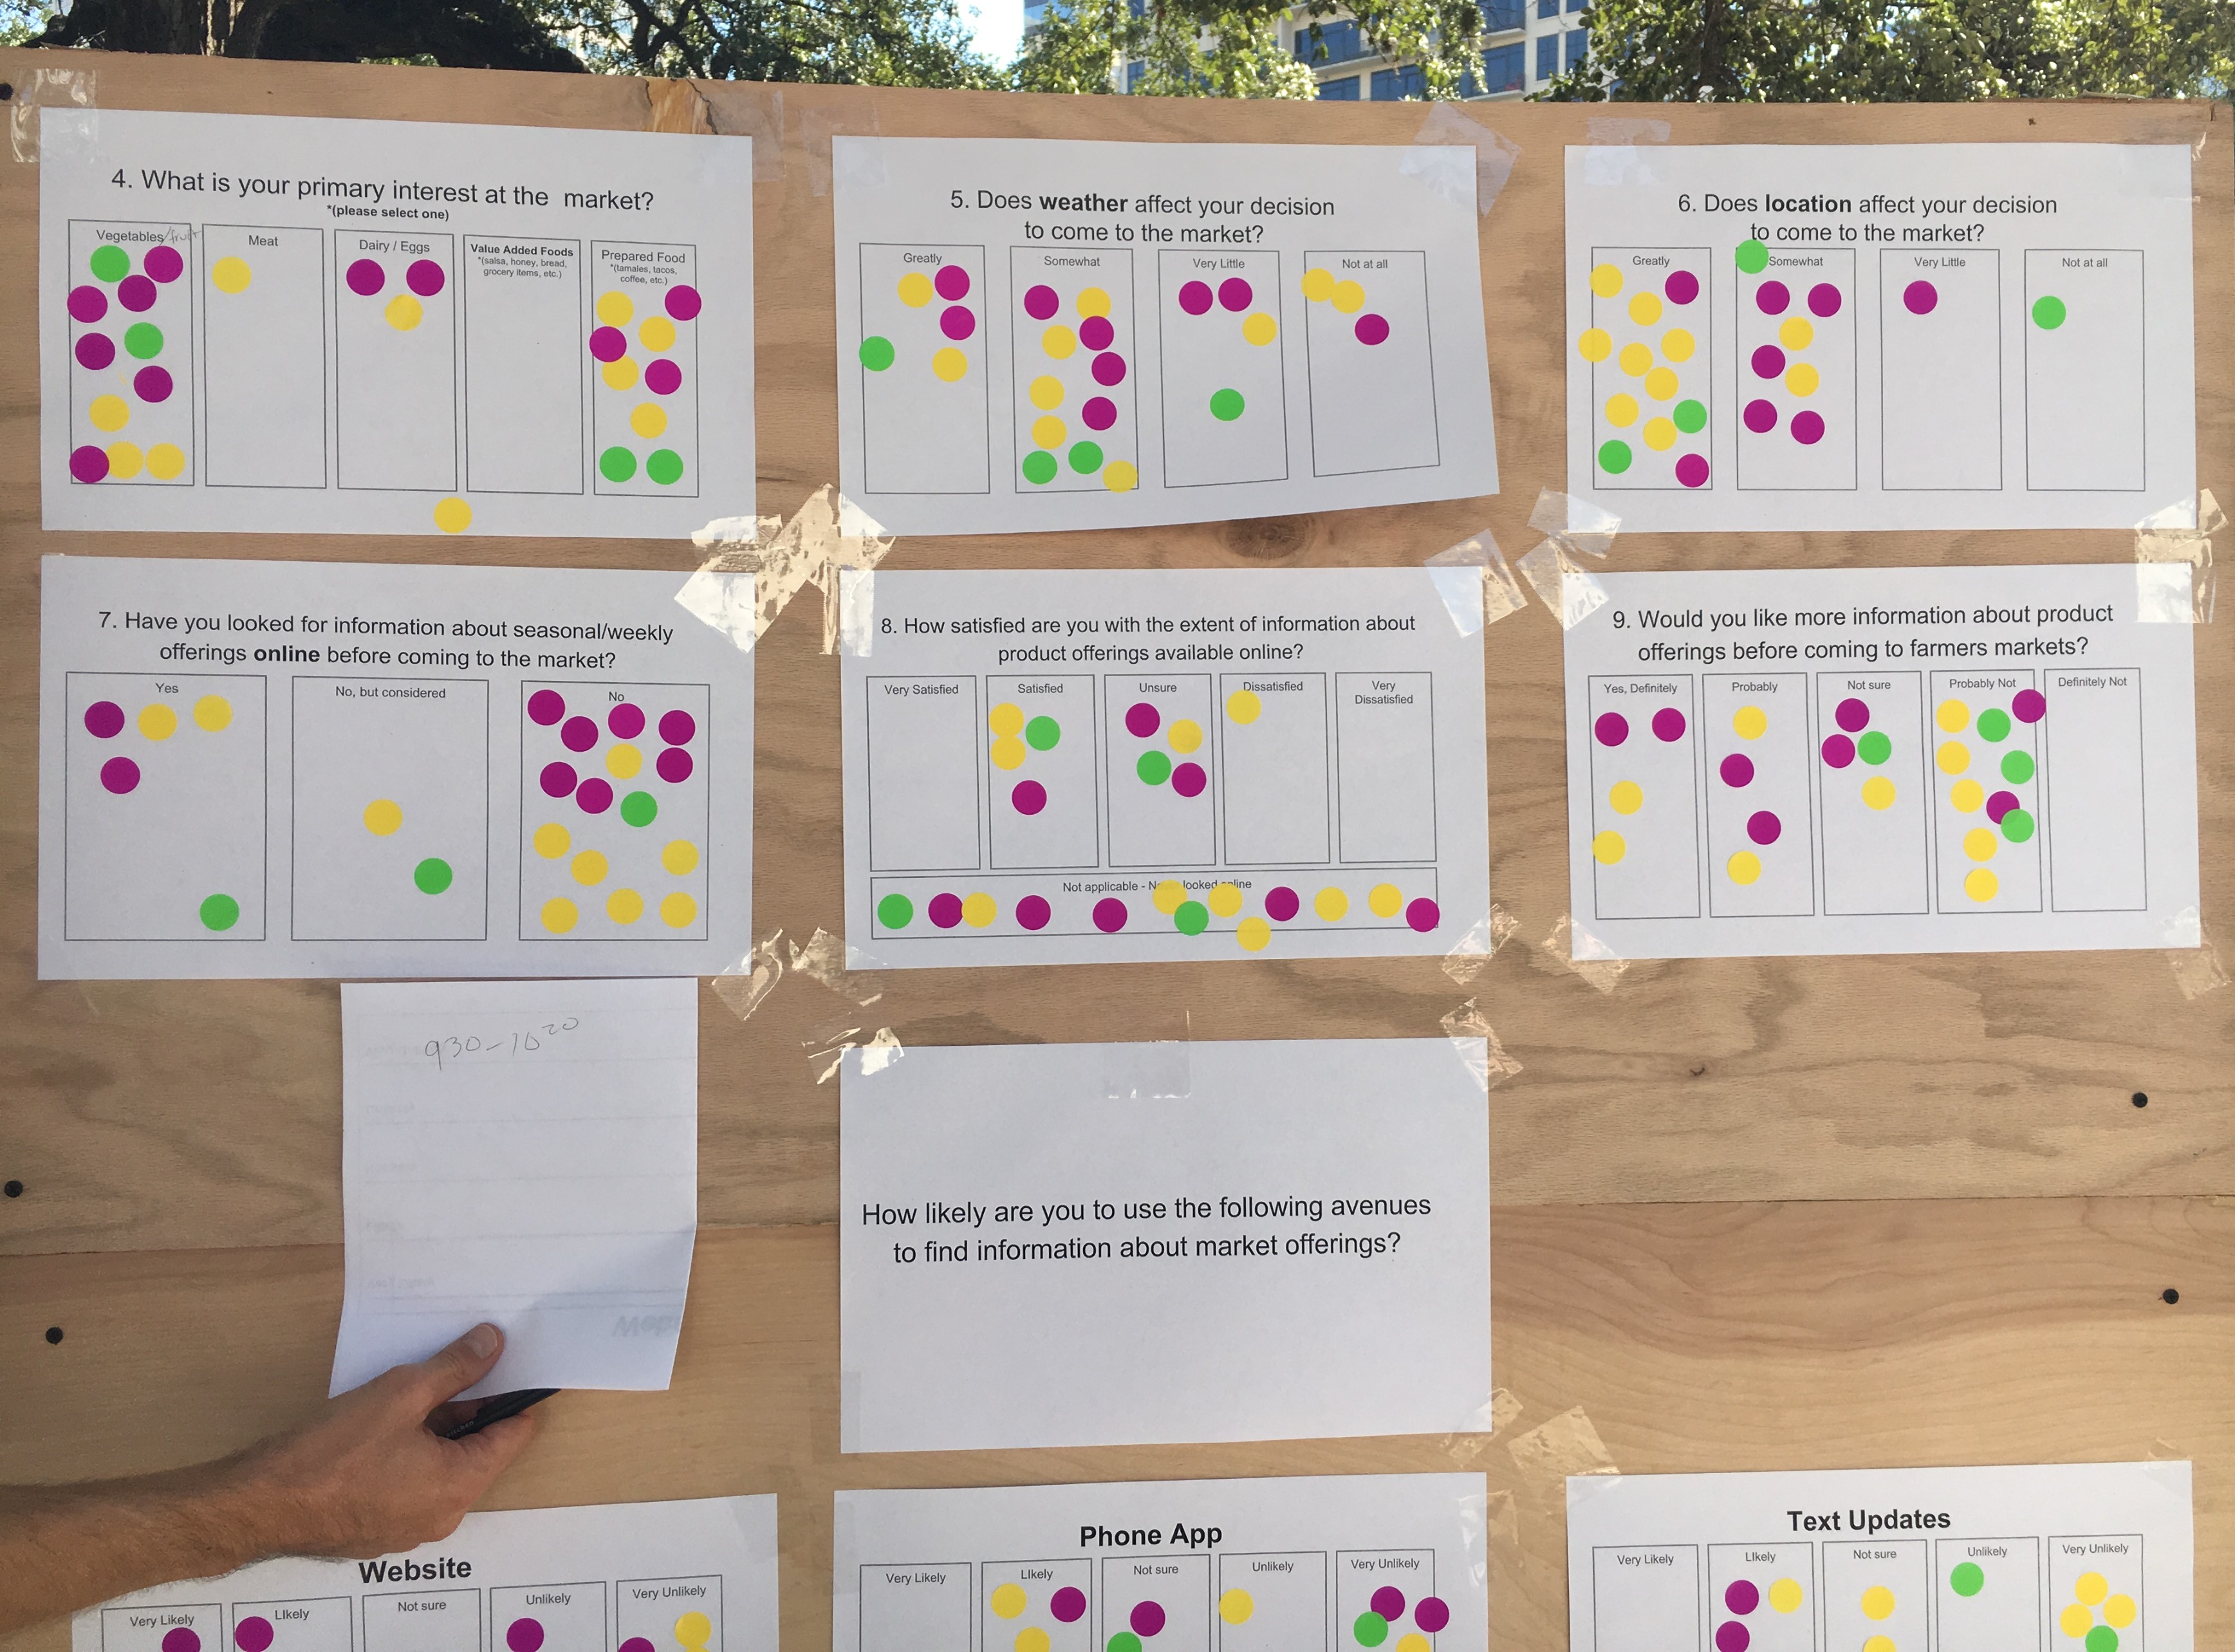 4. What is your primary interest at the market?
*(please select one)
Vegetables/fruit
Meat
Dairy / Eggs
Value Added Foods
*(salsa, honey, bread,
grocery items, etc.)
Prepared Food
*(tamales, tacos,
coffee, etc.)
5. Does weather affect your decision
to come to the market?
Greatly
Somewhat
Very Little
Not at all
6. Does location affect your decision
to come to the market?
Greatly
Somewhat
Very Little
Not at all
7. Have you looked for information about seasonal/weekly
offerings online before coming to the market?
Yes
No, but considered
No
8. How satisfied are you with the extent of information about
product offerings available online?
Very Satisfied
Satisfied
Unsure
Dissatisfied
Very
Dissatisfied
Not applicable - looked online
9. Would you like more information about product
offerings before coming to farmers markets?
Yes, Definitely
Probably
Not sure
Probably Not
Definitely Not
930-1020
How likely are you to use the following avenues
to find information about market offerings?
Website
Very Likely
LIkely
Not sure
Unlikely
Very Unlikely
Phone App
Very Likely
LIkely
Not sure
Unlikely
Very Unlikely
Text Updates
Very Likely
LIkely
Not sure
Unlikely
Very Unlikely